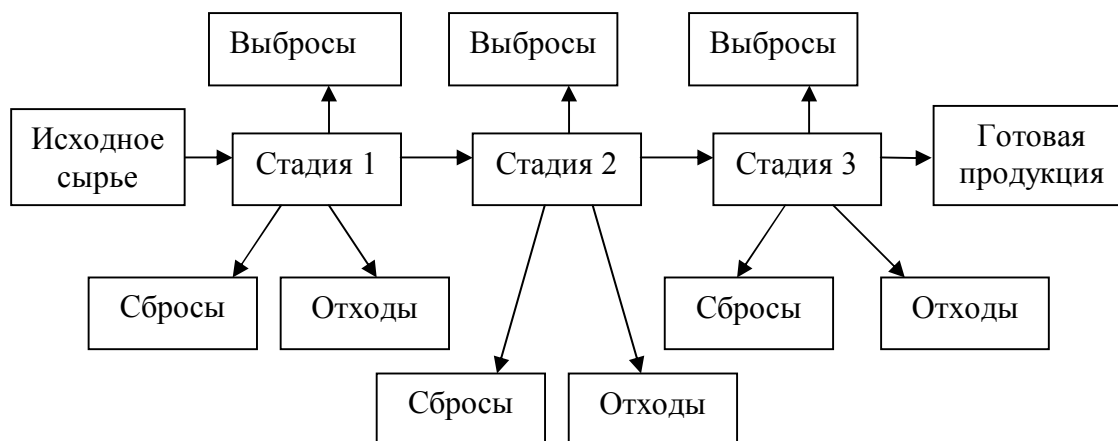 Выбросы
Выбросы
Выбросы
Исходное
сырье
Стадия 1
Стадия 2
Стадия 3
Готовая
продукция
Сбросы
Отходы
Сбросы
Отходы
Сбросы
Отходы